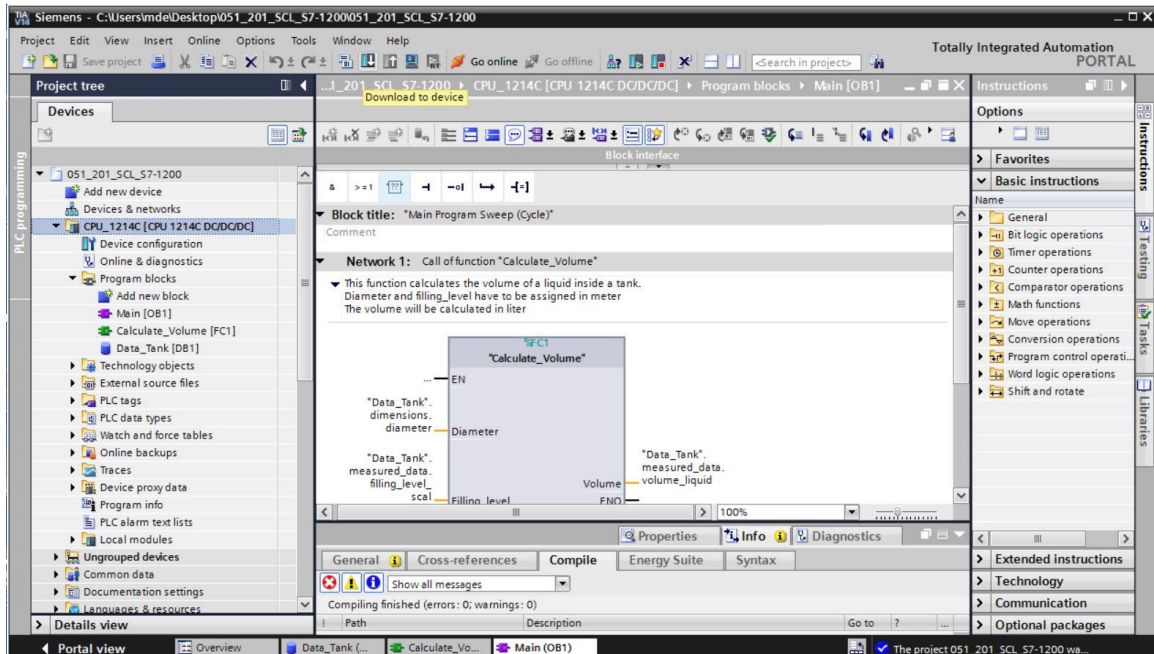 TIA V14 Siemens - C:\Users\mde\Desktop\051_201_SCL_S7-1200\051_201_SCL_S7-1200
Project Edit View Insert Online Options Tools Window Help
Totally Integrated Automation
PORTAL
Save project Go online Go offline <Search in project>
Project tree
Devices
PLC programming
051_201_SCL_S7-1200
Add new device
Devices & networks
CPU_1214C [CPU 1214C DC/DC/DC]
Device configuration
Online & diagnostics
Program blocks
Add new block
Main [OB1]
Calculate_Volume [FC1]
Data_Tank [DB1]
Technology objects
External source files
PLC tags
PLC data types
Watch and force tables
Online backups
Traces
Device proxy data
Program info
PLC alarm text lists
Local modules
Ungrouped devices
Common data
Documentation settings
Languages & resources
Details view
...1_201_SCL_S7-1200 CPU_1214C [CPU 1214C DC/DC/DC] Program blocks Main [OB1]
Download to device
Block interface
& >=1 ?? -o| -[=]
Block title: "Main Program Sweep (Cycle)"
Comment
Network 1: Call of function "Calculate_Volume"
This function calculates the volume of a liquid inside a tank.
Diameter and filling_level have to be assigned in meter
The volume will be calculated in liter
%FC1
"Calculate_Volume"
... EN
"Data_Tank".
dimensions.
diameter Diameter
"Data_Tank".
measured_data.
filling_level_
scal Filling_level
"Data_Tank".
measured_data.
Volume volume_liquid
ENO
100%
Properties Info Diagnostics
General Cross-references Compile Energy Suite Syntax
Show all messages
Compiling finished (errors: 0; warnings: 0)
! Path Description Go to ? ...
Instructions
Options
Favorites
Basic instructions
Name
General
Bit logic operations
Timer operations
Counter operations
Comparator operations
Math functions
Move operations
Conversion operations
Program control operati...
Word logic operations
Shift and rotate
Extended instructions
Technology
Communication
Optional packages
Instructions
Testing
Tasks
Libraries
Portal view Overview Data_Tank (... Calculate_Vo... Main (OB1) The project 051_201_SCL_S7-1200 wa...